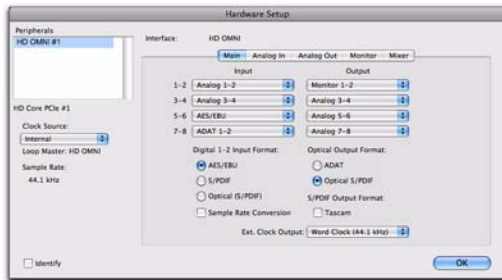 Hardware Setup
Peripherals
HD OMNI #1
HD Core PCIe #1
Clock Source:
Internal
Loop Master: HD OMNI
Sample Rate:
44.1 kHz
Identify
Interface: HD OMNI
Main Analog In Analog Out Monitor Mixer
Input Output
1-2 Analog 1-2 Monitor 1-2
3-4 Analog 3-4 Analog 3-4
5-6 AES/EBU Analog 5-6
7-8 ADAT 1-2 Analog 7-8
Digital 1-2 Input Format: Optical Output Format:
AES/EBU ADAT
S/PDIF Optical S/PDIF
Optical (S/PDIF) S/PDIF Output Format:
Sample Rate Conversion Tascam
Ext. Clock Output: Word Clock (44.1 kHz)
OK